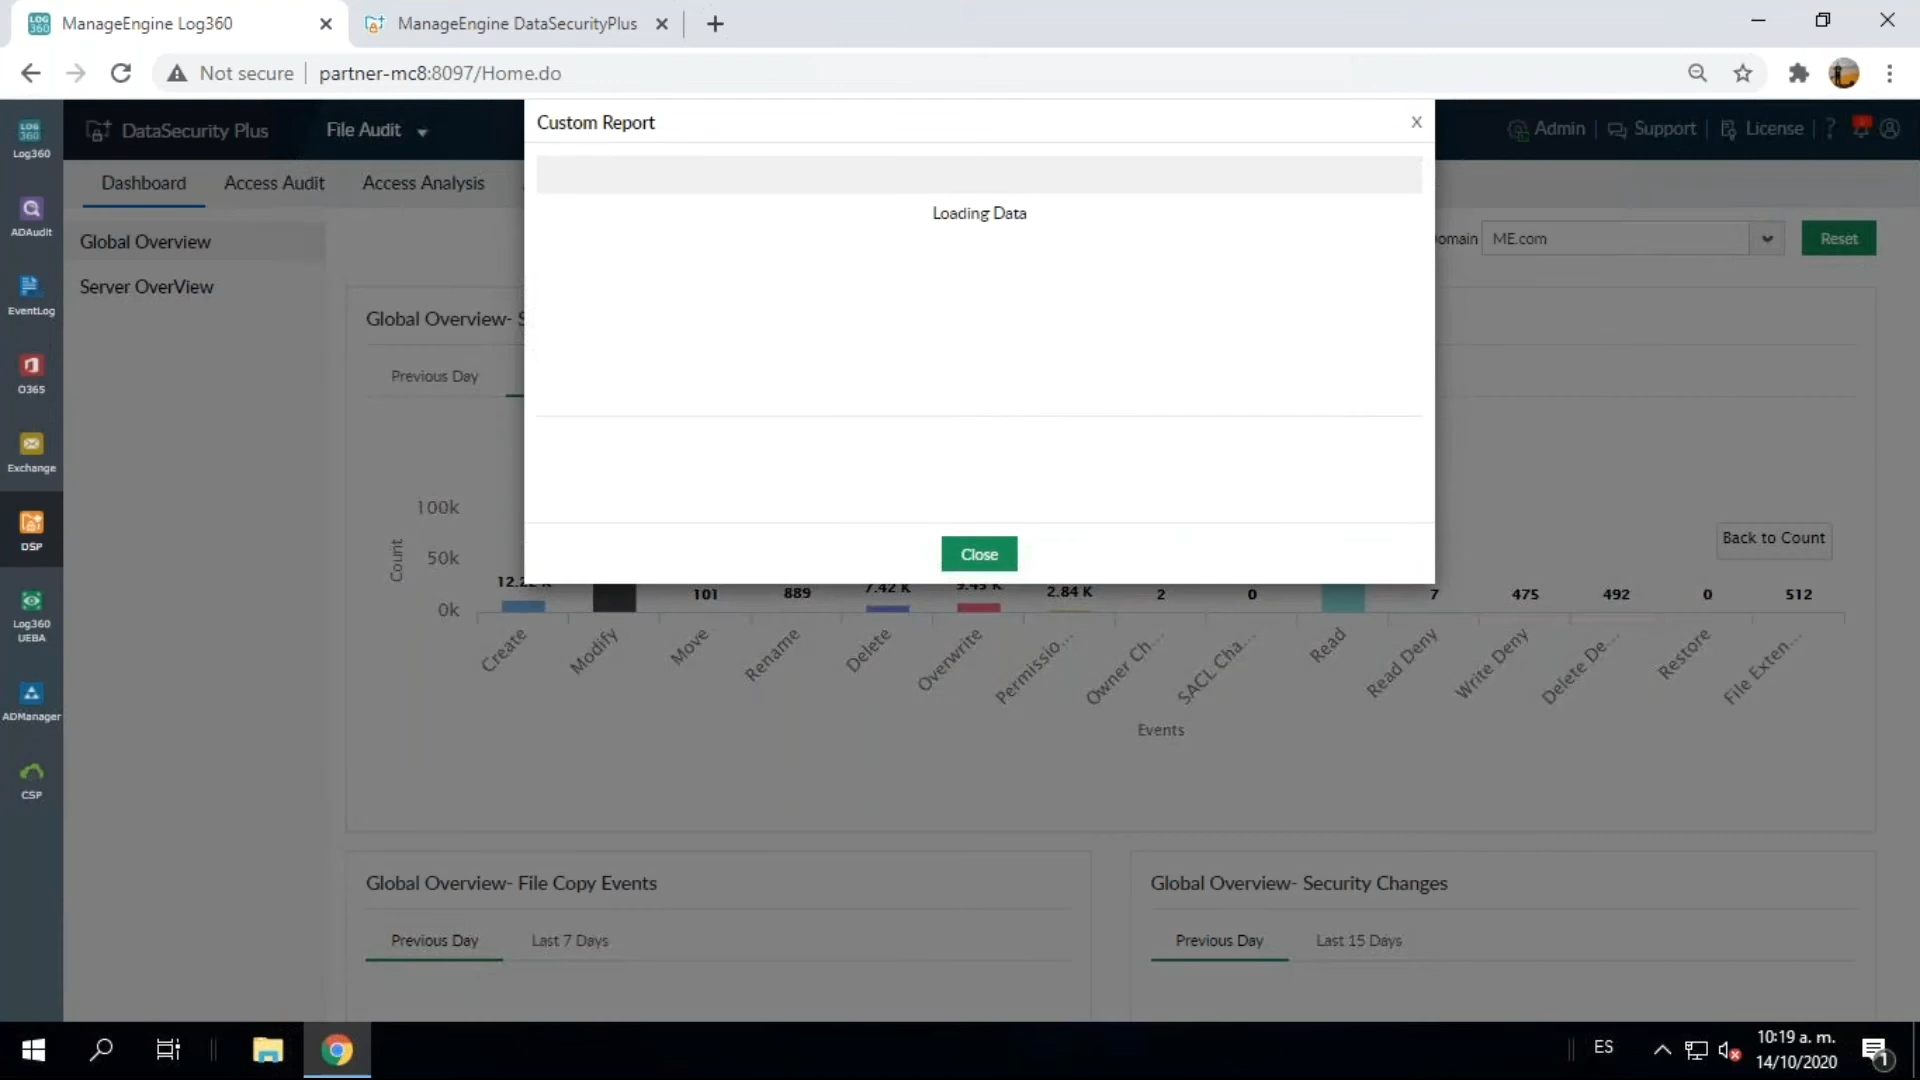 ManageEngine Log360
ManageEngine DataSecurityPlus
Not secure
partner-mc8:8097/Home.do
LOG 360
Log360
ADAudit
EventLog
O365
Exchange
DSP
Log360
UEBA
ADManager
CSP
DataSecurity Plus
File Audit
Admin
Support
License
?
Dashboard
Access Audit
Access Analysis
Global Overview
Server OverView
Custom Report
X
Loading Data
Close
omain
ME.com
Reset
Global Overview- S
Previous Day
Back to Count
Count
100k
50k
0k
12.22 K
101
889
7.42 K
9.45 K
2.84 K
2
0
7
475
492
0
512
Create
Modify
Move
Rename
Delete
Overwrite
Permissio...
Owner Ch...
SACL Cha...
Read
Read Deny
Write Deny
Delete De...
Restore
File Exten...
Events
Global Overview- File Copy Events
Previous Day
Last 7 Days
Global Overview- Security Changes
Previous Day
Last 15 Days
ES
10:19 a. m.
14/10/2020
1